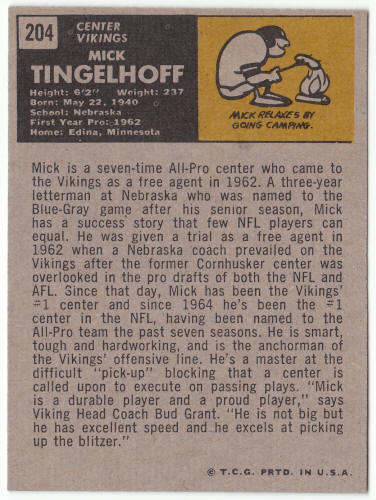 204
CENTER
VIKINGS
MICK
TINGELHOFF
Height: 6'2" Weight: 237
Born: May 22, 1940
School: Nebraska
First Year Pro: 1962
Home: Edina, Minnesota
MICK RELAXES BY
GOING CAMPING.
Mick is a seven-time All-Pro center who came to
the Vikings as a free agent in 1962. A three-year
letterman at Nebraska who was named to the
Blue-Gray game after his senior season, Mick
has a success story that few NFL players can
equal. He was given a trial as a free agent in
1962 when a Nebraska coach prevailed on the
Vikings after the former Cornhusker center was
overlooked in the pro drafts of both the NFL and
AFL. Since that day, Mick has been the Vikings'
#1 center and since 1964 he's been the #1
center in the NFL, having been named to the
All-Pro team the past seven seasons. He is smart,
tough and hardworking, and is the anchorman of
the Vikings' offensive line. He's a master at the
difficult "pick-up" blocking that a center is
called upon to execute on passing plays. "Mick
is a durable player and a proud player," says
Viking Head Coach Bud Grant. "He is not big but
he has excellent speed and he excels at picking
up the blitzer."
© T.C.G. PRTD. IN U.S.A.